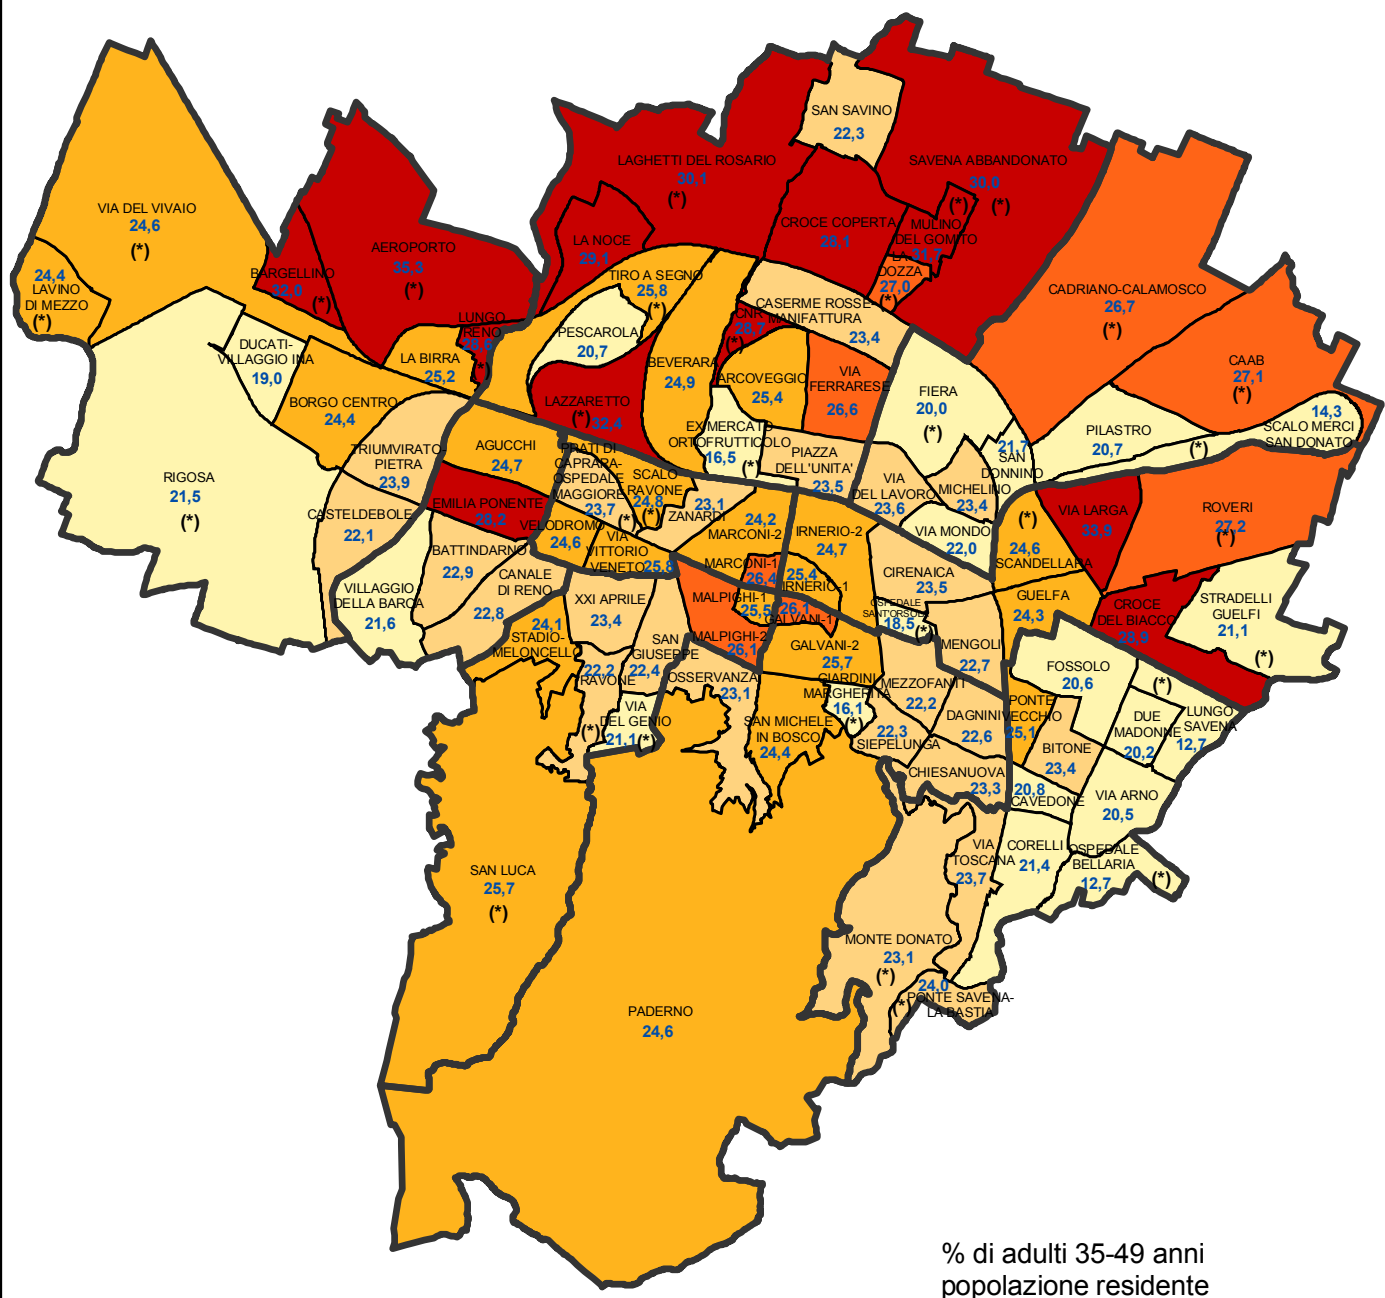 SAN SAVINO
22,3
LAGHETTI DEL ROSARIO
30,1
(*)
SAVENA ABBANDONATO
30,0
(*)
(*)
VIA DEL VIVAIO
24,6
(*)
CROCE COPERTA
28,1
MULINO
DEL GOMITO
31,7
LA NOCE
29,1
AEROPORTO
35,3
(*)
LA
DOZZA
27,0
(*)
24,4
LAVINO
DI MEZZO
(*)
BARGELLINO
32,0
(*)
TIRO A SEGNO
25,8
(*)
CADRIANO-CALAMOSCO
26,7
(*)
CASERME ROSSE-
MANIFATTURA
23,4
LUNGO
RENO
(*)
CNR
28,7
(*)
PESCAROLA
20,7
DUCATI-
VILLAGGIO INA
19,0
LA BIRRA
25,2
BEVERARA
24,9
ARCOVEGGIO
25,4
VIA
FERRARESE
26,6
CAAB
27,1
(*)
BORGO CENTRO
24,4
LAZZARETTO
(*)
32,4
FIERA
20,0
(*)
14,3
SCALO MERCI
SAN DONATO
(*)
PILASTRO
20,7
EX MERCATO
ORTOFRUTTICOLO
16,5
(*)
21,7
SAN
DONNINO
TRIUMVIRATO-
PIETRA
23,9
AGUCCHI
24,7
PRATI DI
CAPRARA-
OSPEDALE
MAGGIORE
23,7
(*)
SCALO
RAVONE
24,8
(*)
PIAZZA
DELL'UNITA'
23,5
RIGOSA
21,5
(*)
VIA
DEL LAVORO
23,6
MICHELINO
23,4
EMILIA PONENTE
28,2
23,1
ZANARDI
CASTELDEBOLE
22,1
(*)
24,6
SCANDELLARA
VIA LARGA
33,9
ROVERI
27,2
(*)
VELODROMO
24,6
VIA
VITTORIO
VENETO
25,8
24,2
MARCONI-2
IRNERIO-2
24,7
VIA MONDO
22,0
BATTINDARNO
22,9
MARCONI-1
26,4
25,4
IRNERIO-1
CIRENAICA
23,5
CANALE
DI RENO
22,8
VILLAGGIO
DELLA BARCA
21,6
XXI APRILE
23,4
MALPIGHI-1
25,5
26,1
GALVANI-1
OSPEDALE
SANT'ORSOLA
18,5
(*)
GUELFA
24,3
CROCE
DEL BIACCO
STRADELLI
GUELFI
21,1
(*)
24,1
STADIO-
MELONCELLO
SAN
GIUSEPPE
22,4
MALPIGHI-2
26,1
GALVANI-2
25,7
MENGOLI
22,7
22,2
RAVONE
(*)
OSSERVANZA
23,1
GIARDINI
MARGHERITA
16,1
(*)
MEZZOFANTI
22,2
FOSSOLO
20,6
(*)
VIA
DEL GENIO
21,1
(*)
SAN MICHELE
IN BOSCO
24,4
22,3
SIEPELUNGA
DAGNINI
22,6
PONTE
VECCHIO
25,1
DUE
MADONNE
20,2
LUNGO
SAVENA
12,7
BITONE
23,4
CHIESANUOVA
23,3
20,8
CAVEDONE
VIA ARNO
20,5
VIA
TOSCANA
23,7
CORELLI
21,4
OSPEDALE
BELLARIA
12,7
(*)
SAN LUCA
25,7
(*)
MONTE DONATO
23,1
(*)
24,0
(*)
PONTE SAVENA-
LA BASTIA
PADERNO
24,6
% di adulti 35-49 anni
popolazione residente